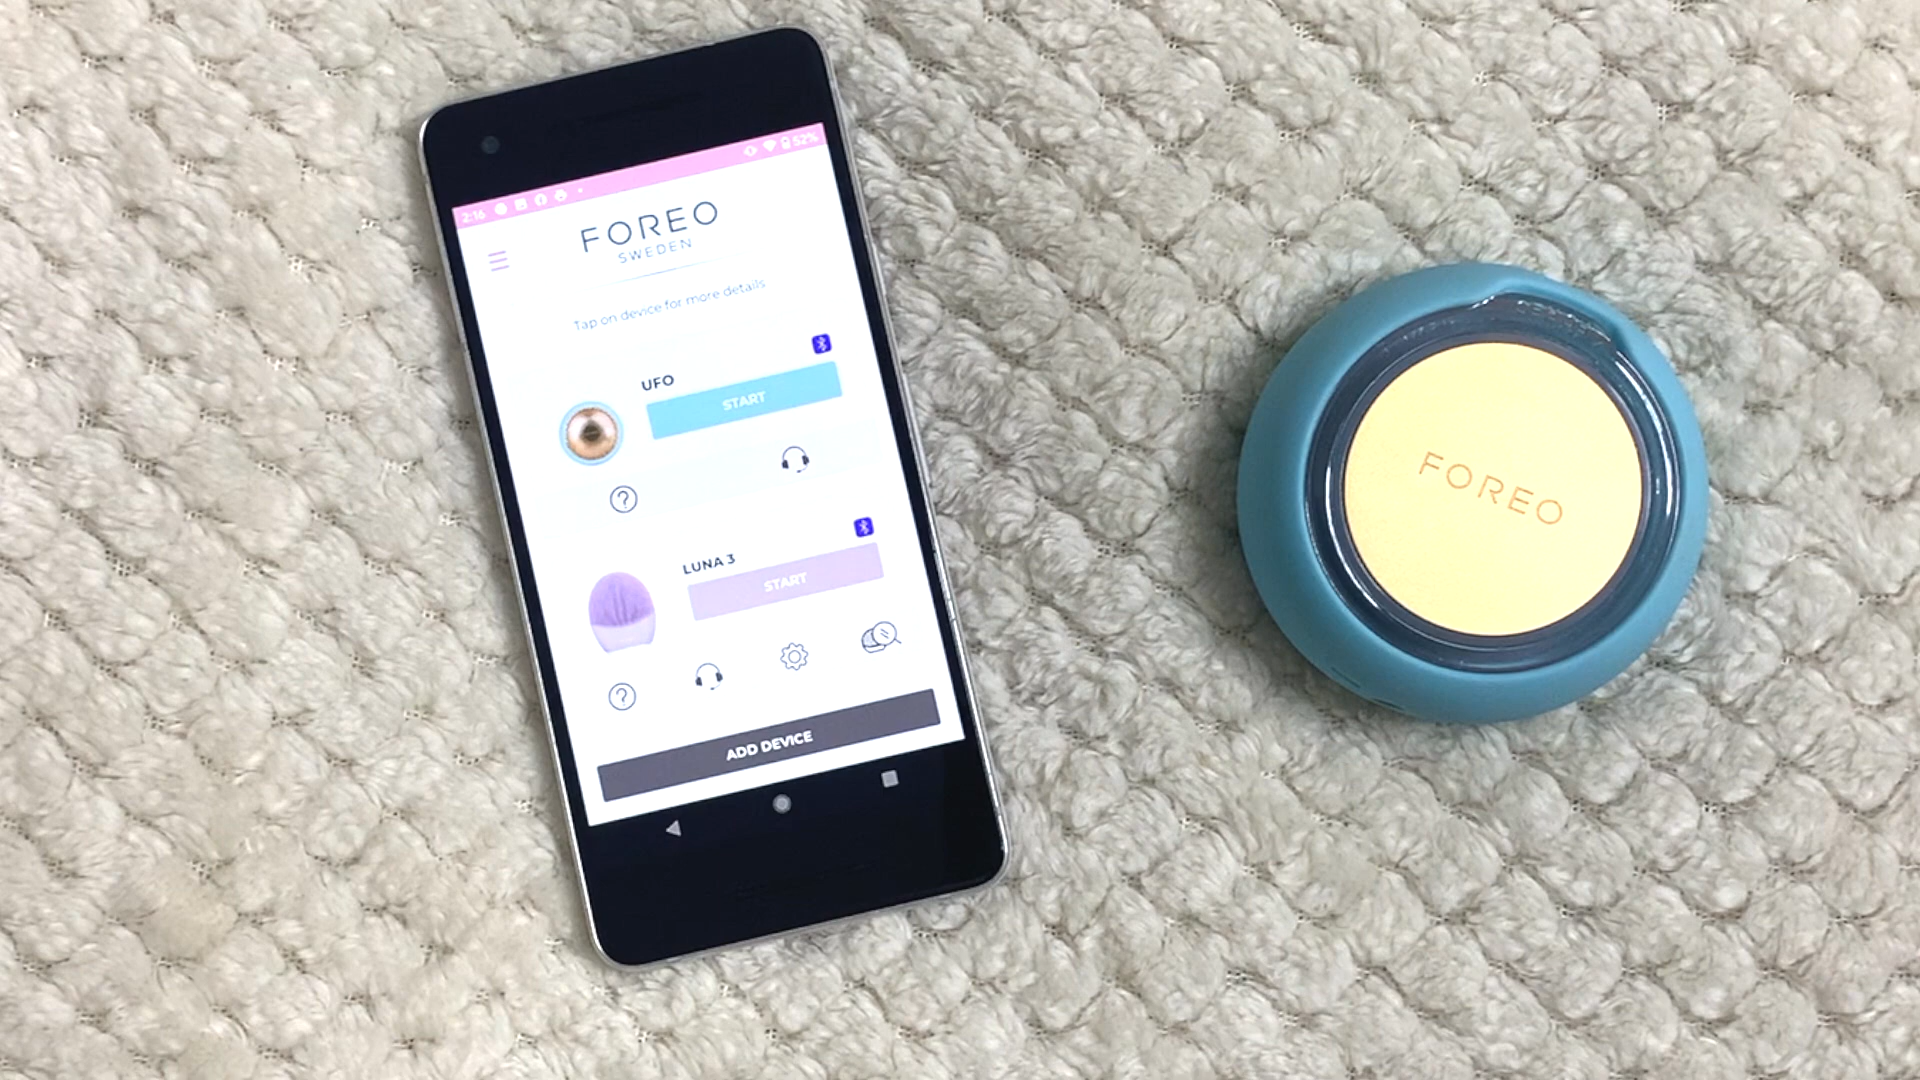 2:16
52%
FOREO
SWEDEN
Tap on device for more details
UFO
START
?
LUNA 3
START
?
ADD DEVICE
FOREO